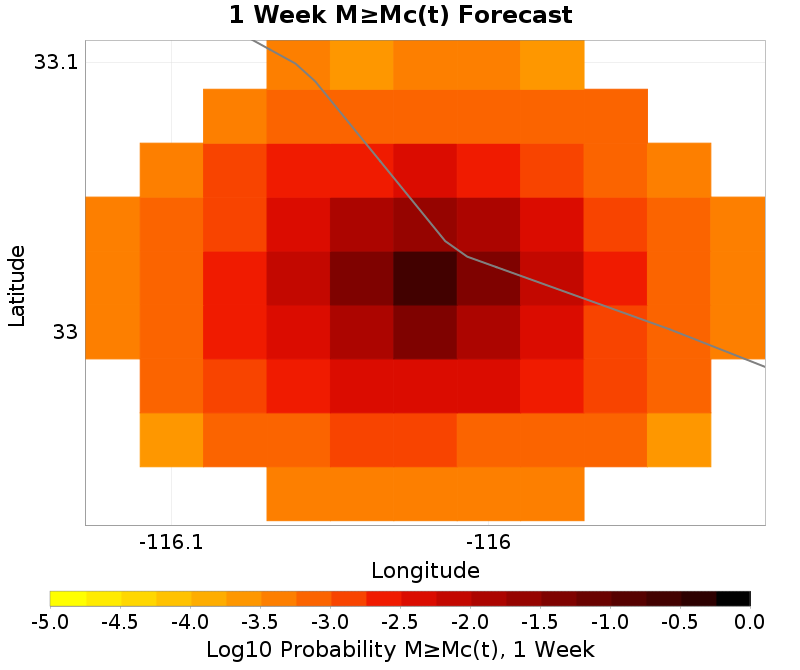 1 Week M≥Mc(t) Forecast
33.1
Latitude
33
-116.1 -116
Longitude
-5.0 -4.5 -4.0 -3.5 -3.0 -2.5 -2.0 -1.5 -1.0 -0.5 0.0
Log10 Probability M≥Mc(t), 1 Week